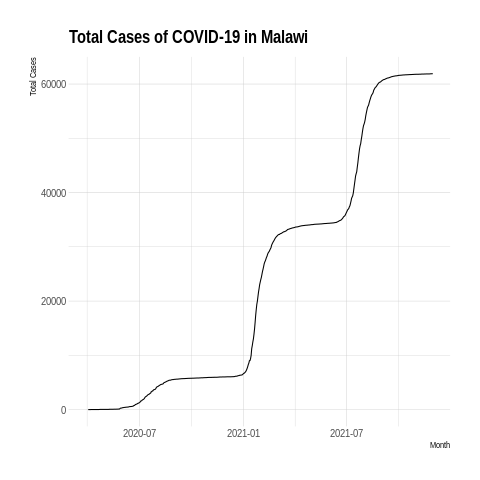 Total Cases of COVID-19 in Malawi
Total Cases
60000
40000
20000
0
2020-07
2021-01
2021-07
Month